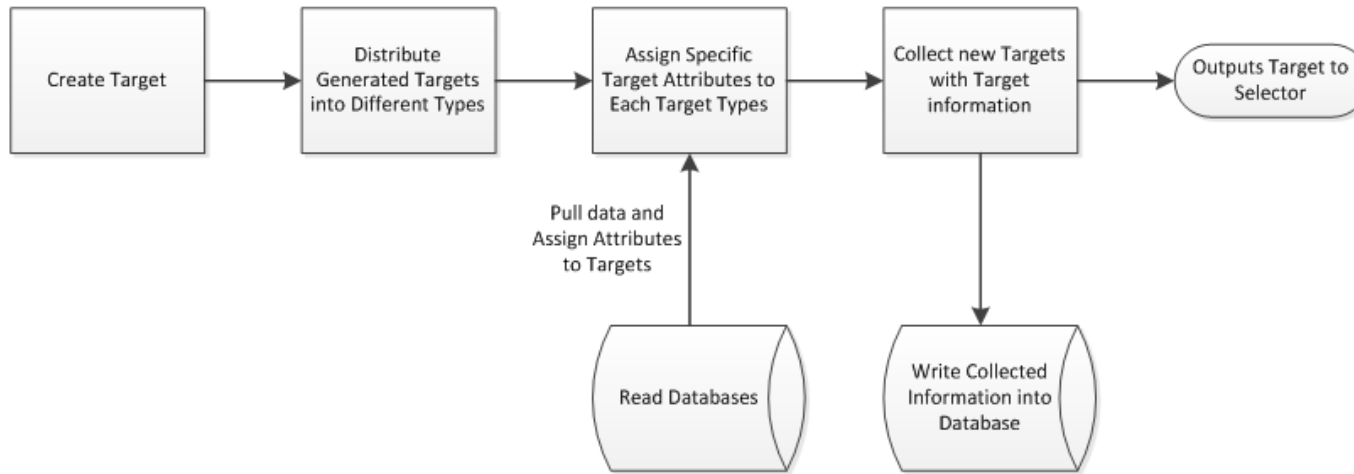 Create Target
Distribute
Generated Targets
into Different Types
Assign Specific
Target Attributes to
Each Target Types
Collect new Targets
with Target
information
Outputs Target to
Selector
Pull data and
Assign Attributes
to Targets
Read Databases
Write Collected
Information into
Database